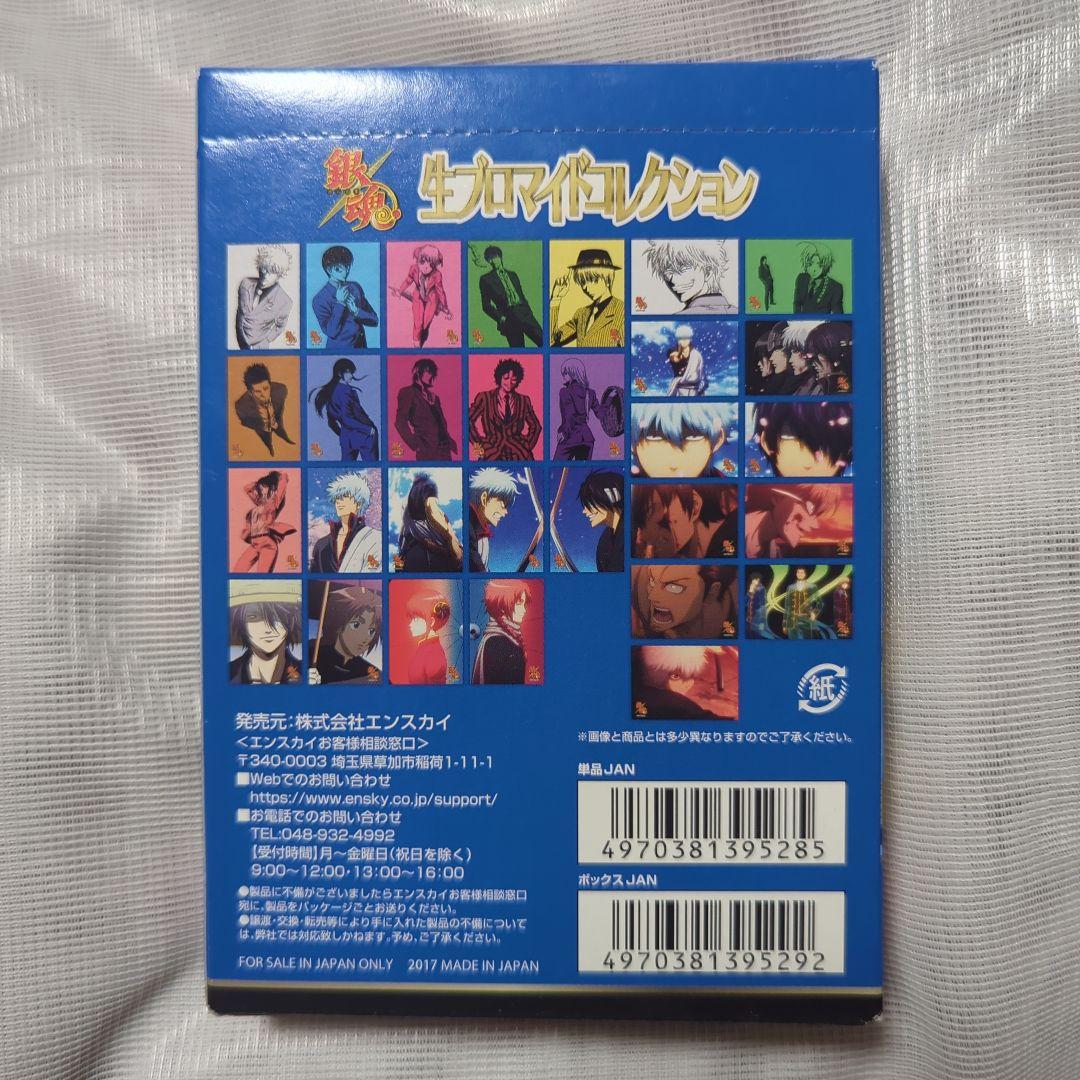 銀魂
生ブロマイドコレクション
紙
発売元:株式会社エンスカイ
<エンスカイお客様相談窓口>
〒340-0003 埼玉県草加市稲荷1-11-1
■Webでのお問い合わせ
https://www.ensky.co.jp/support/
■お電話でのお問い合わせ
TEL:048-932-4992
【受付時間】月〜金曜日(祝日を除く)
9:00〜12:00・13:00〜16:00
●製品に不備がございましたらエンスカイお客様相談窓口
宛に、製品をパッケージごとお送りください。
●譲渡・交換・転売等により手に入れた製品の不備について
は、弊社では対応致しかねます。予め、ご了承ください。
FOR SALE IN JAPAN ONLY 2017 MADE IN JAPAN
※画像と商品とは多少異なりますのでご了承ください。
単品JAN
4970381395285
ボックスJAN
4970381395292